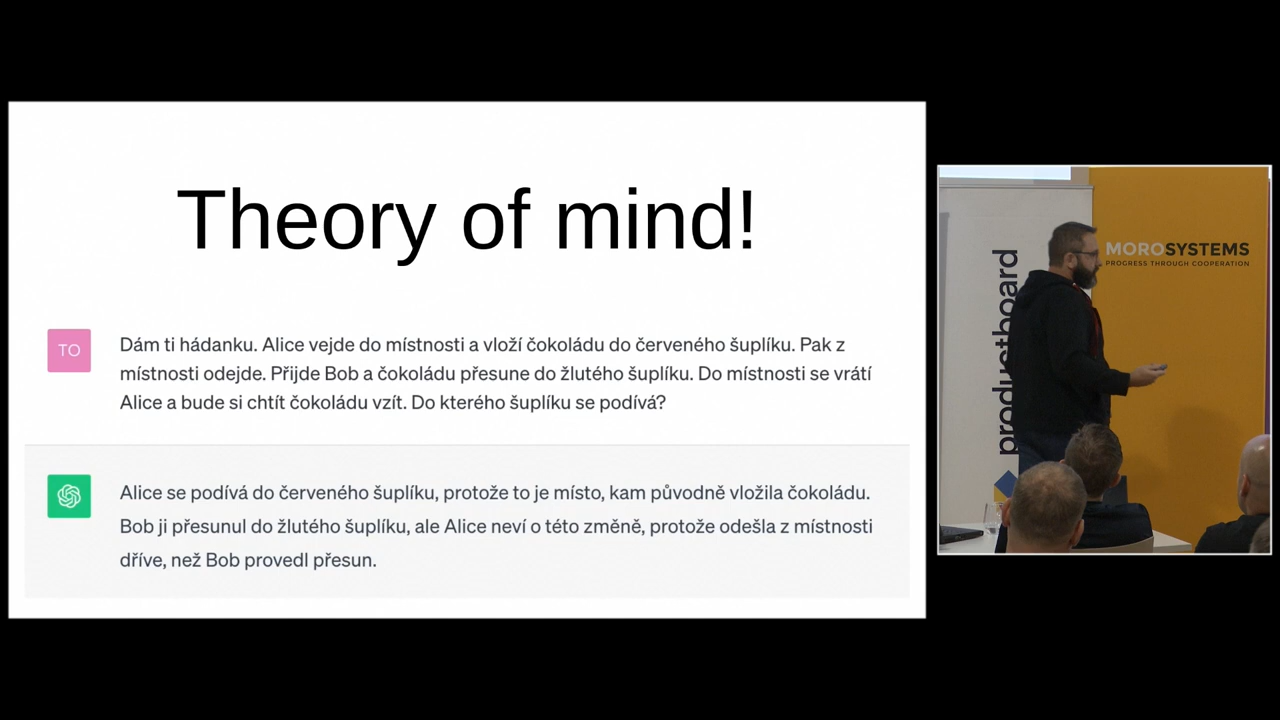 Theory of mind!
TO
Dám ti hádanku. Alice vejde do místnosti a vloží čokoládu do červeného šuplíku. Pak z
místnosti odejde. Přijde Bob a čokoládu přesune do žlutého šuplíku. Do místnosti se vrátí
Alice a bude si chtít čokoládu vzít. Do kterého šuplíku se podívá?
Alice se podívá do červeného šuplíku, protože to je místo, kam původně vložila čokoládu.
Bob ji přesunul do žlutého šuplíku, ale Alice neví o této změně, protože odešla z místnosti
dříve, než Bob provedl přesun.
productboard
MOROSYSTEMS
PROGRESS THROUGH COOPERATION